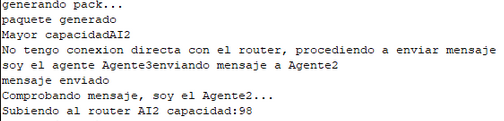 generando pack...
paquete generado
Mayor capacidadAI2
No tengo conexion directa con el router, procediendo a enviar mensaje
soy el agente Agente3enviando mensaje a Agente2
mensaje enviado
Comprobando mensaje, soy el Agente2...
Subiendo al router AI2 capacidad:98